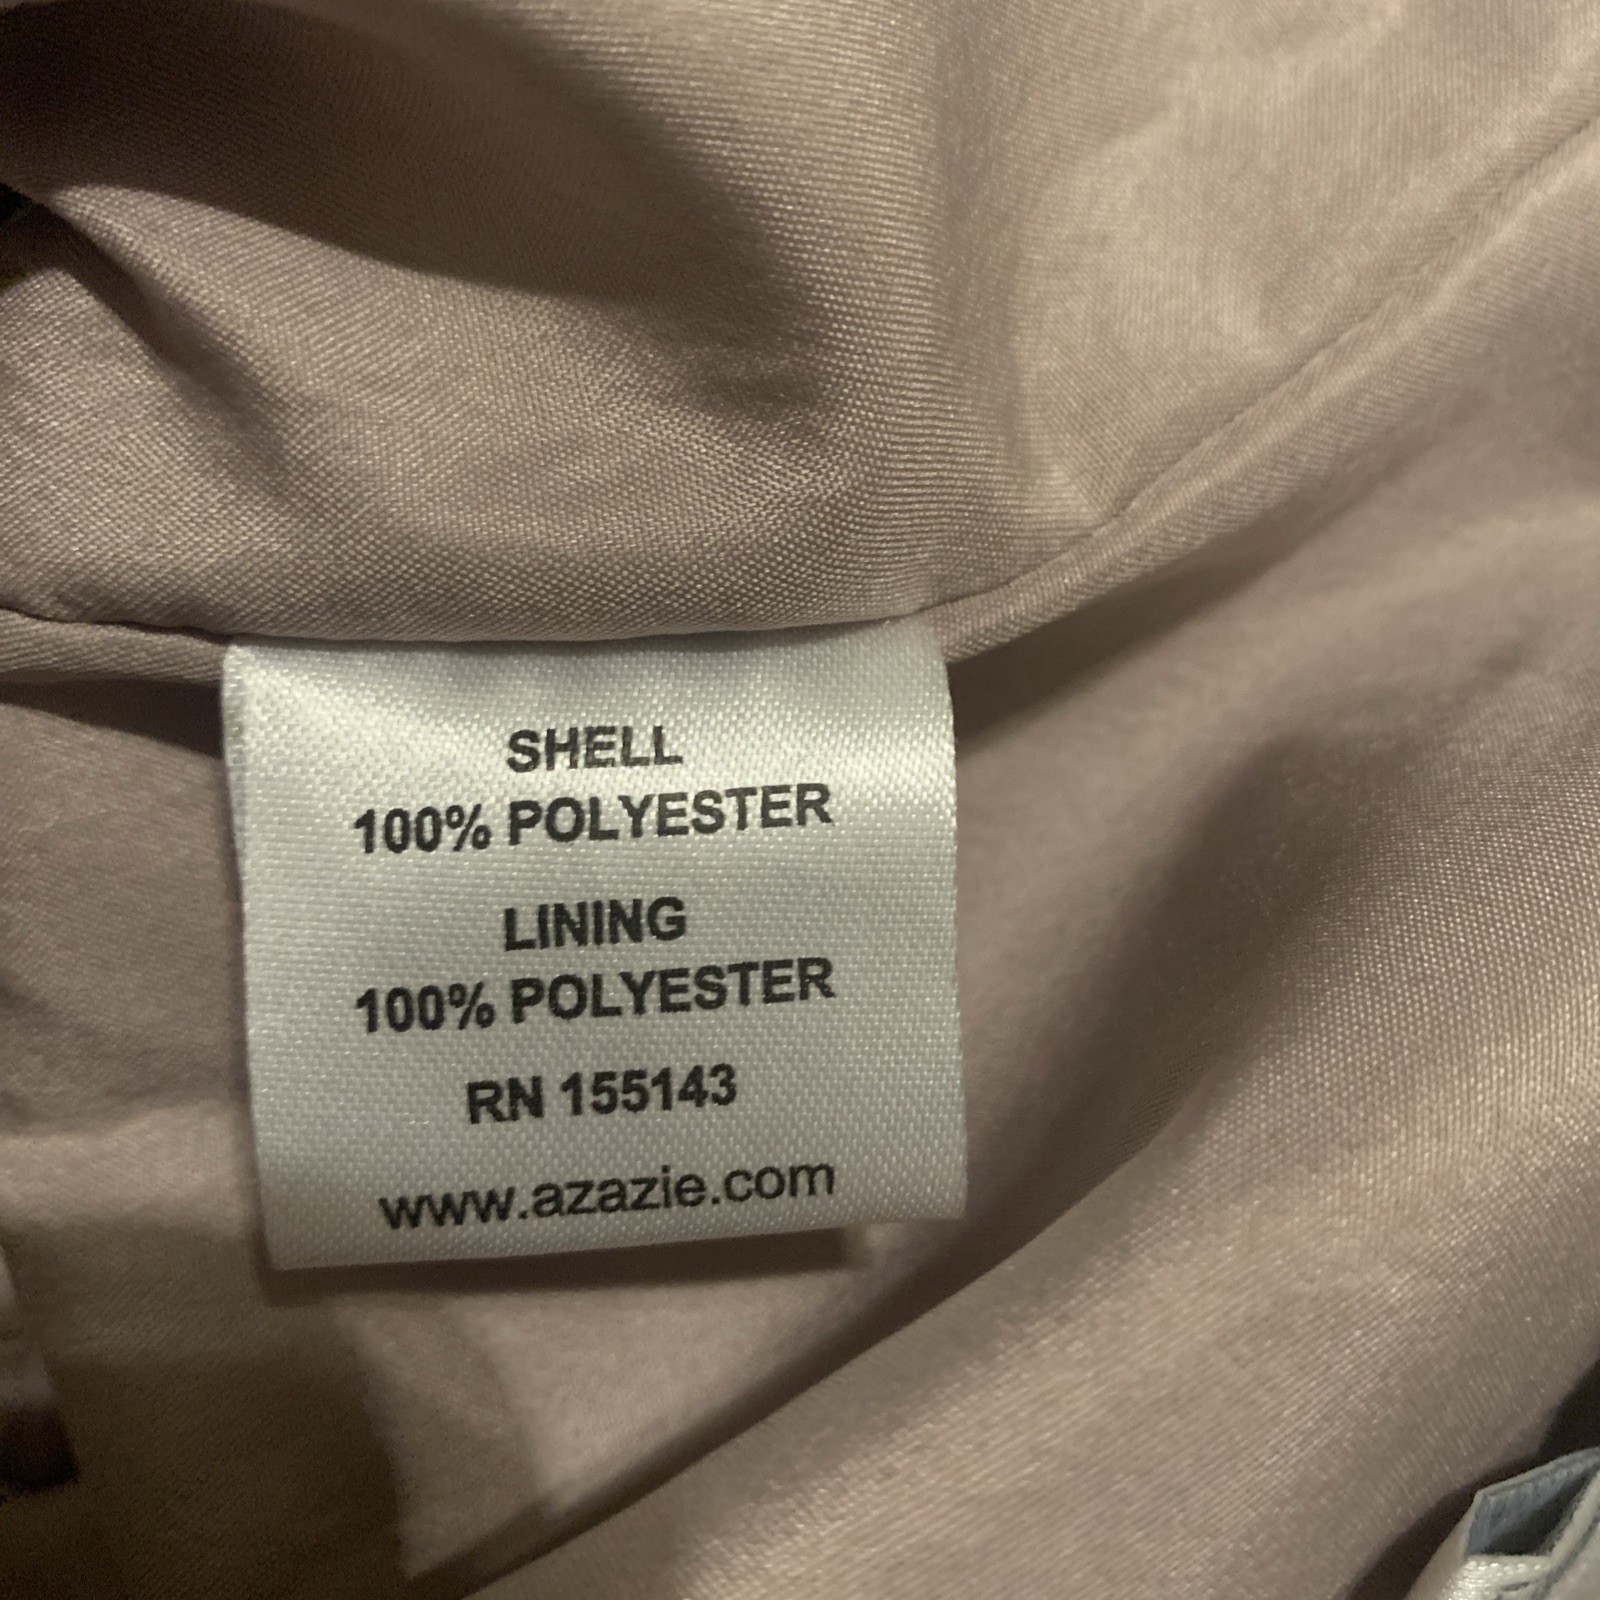 SHELL
100% POLYESTER
LINING
100% POLYESTER
RN 155143
www.azazie.com